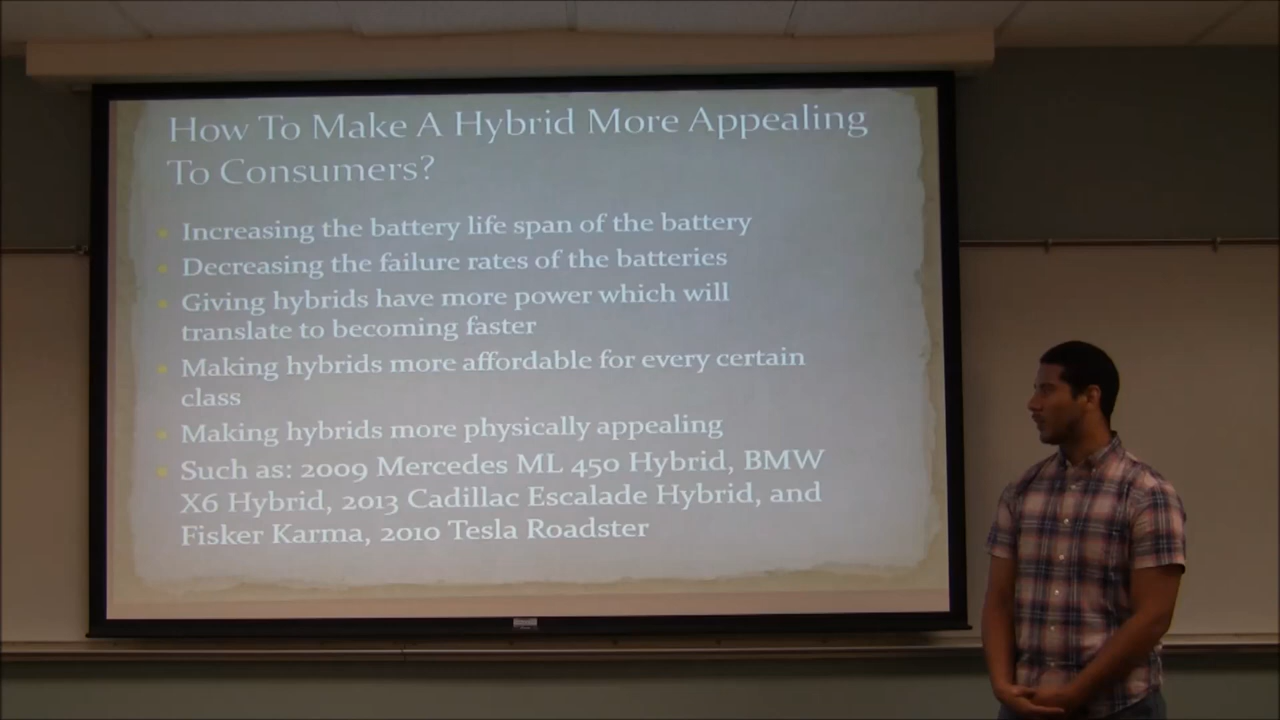 How To Make A Hybrid More Appealing
To Consumers?
Increasing the battery life span of the battery
Decreasing the failure rates of the batteries
Giving hybrids have more power which will
translate to becoming faster
Making hybrids more affordable for every certain
class
Making hybrids more physically appealing
Such as: 2009 Mercedes ML 450 Hybrid, BMW
X6 Hybrid, 2013 Cadillac Escalade Hybrid, and
Fisker Karma, 2010 Tesla Roadster